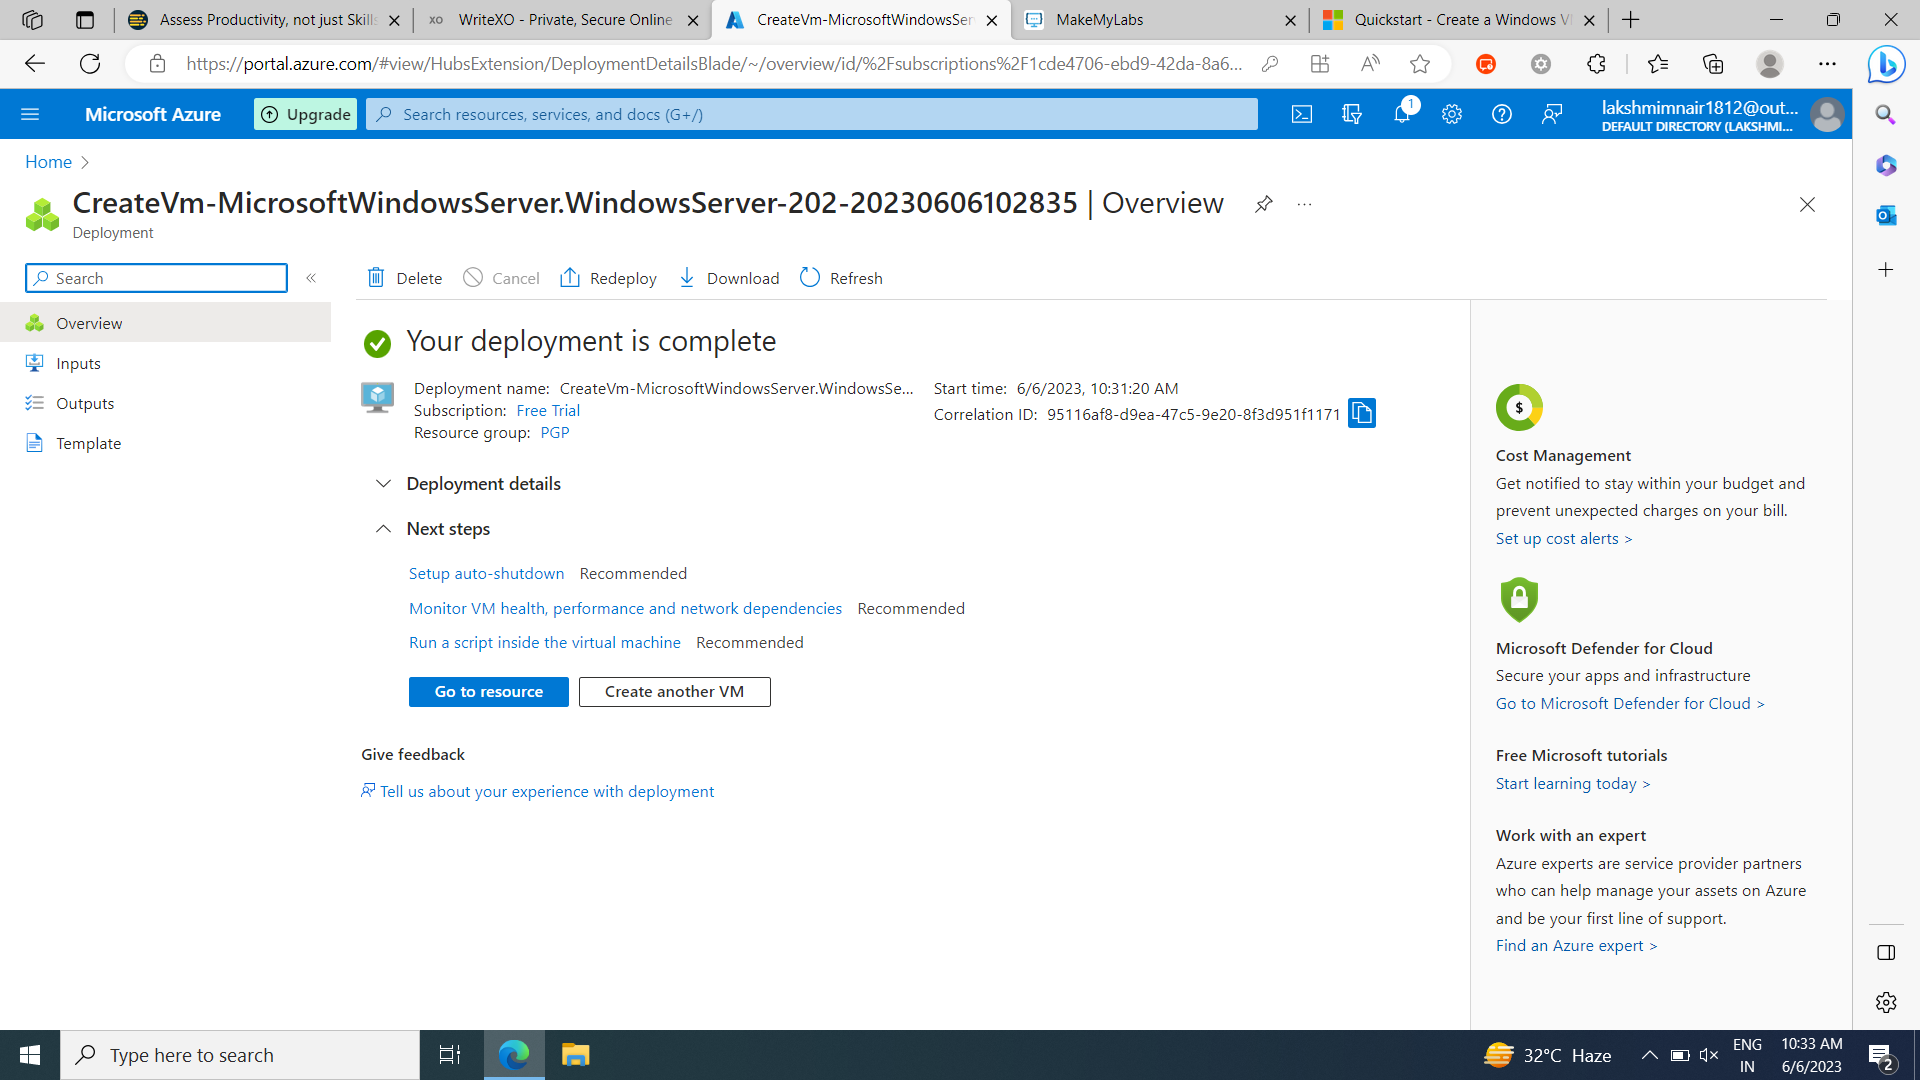 Assess Productivity, not just Skills
WriteXO - Private, Secure Online
CreateVm-MicrosoftWindowsSer
MakeMyLabs
Quickstart - Create a Windows VM
https://portal.azure.com/#view/HubsExtension/DeploymentDetailsBlade/~/overview/id/%2Fsubscriptions%2F1cde4706-ebd9-42da-8a6...
Microsoft Azure
Upgrade
Search resources, services, and docs (G+/)
1
lakshmimnair1812@out...
DEFAULT DIRECTORY (LAKSHMI...
Home
CreateVm-MicrosoftWindowsServer.WindowsServer-202-20230606102835 | Overview
Deployment
Search
Delete
Cancel
Redeploy
Download
Refresh
Overview
Inputs
Outputs
Template
Your deployment is complete
Deployment name: CreateVm-MicrosoftWindowsServer.WindowsSe...
Subscription: Free Trial
Resource group: PGP
Start time: 6/6/2023, 10:31:20 AM
Correlation ID: 95116af8-d9ea-47c5-9e20-8f3d951f1171
Deployment details
Next steps
Setup auto-shutdown Recommended
Monitor VM health, performance and network dependencies Recommended
Run a script inside the virtual machine Recommended
Go to resource
Create another VM
Give feedback
Tell us about your experience with deployment
$
Cost Management
Get notified to stay within your budget and
prevent unexpected charges on your bill.
Set up cost alerts >
Microsoft Defender for Cloud
Secure your apps and infrastructure
Go to Microsoft Defender for Cloud >
Free Microsoft tutorials
Start learning today >
Work with an expert
Azure experts are service provider partners
who can help manage your assets on Azure
and be your first line of support.
Find an Azure expert >
Type here to search
32°C Haze
ENG
IN
10:33 AM
6/6/2023
2